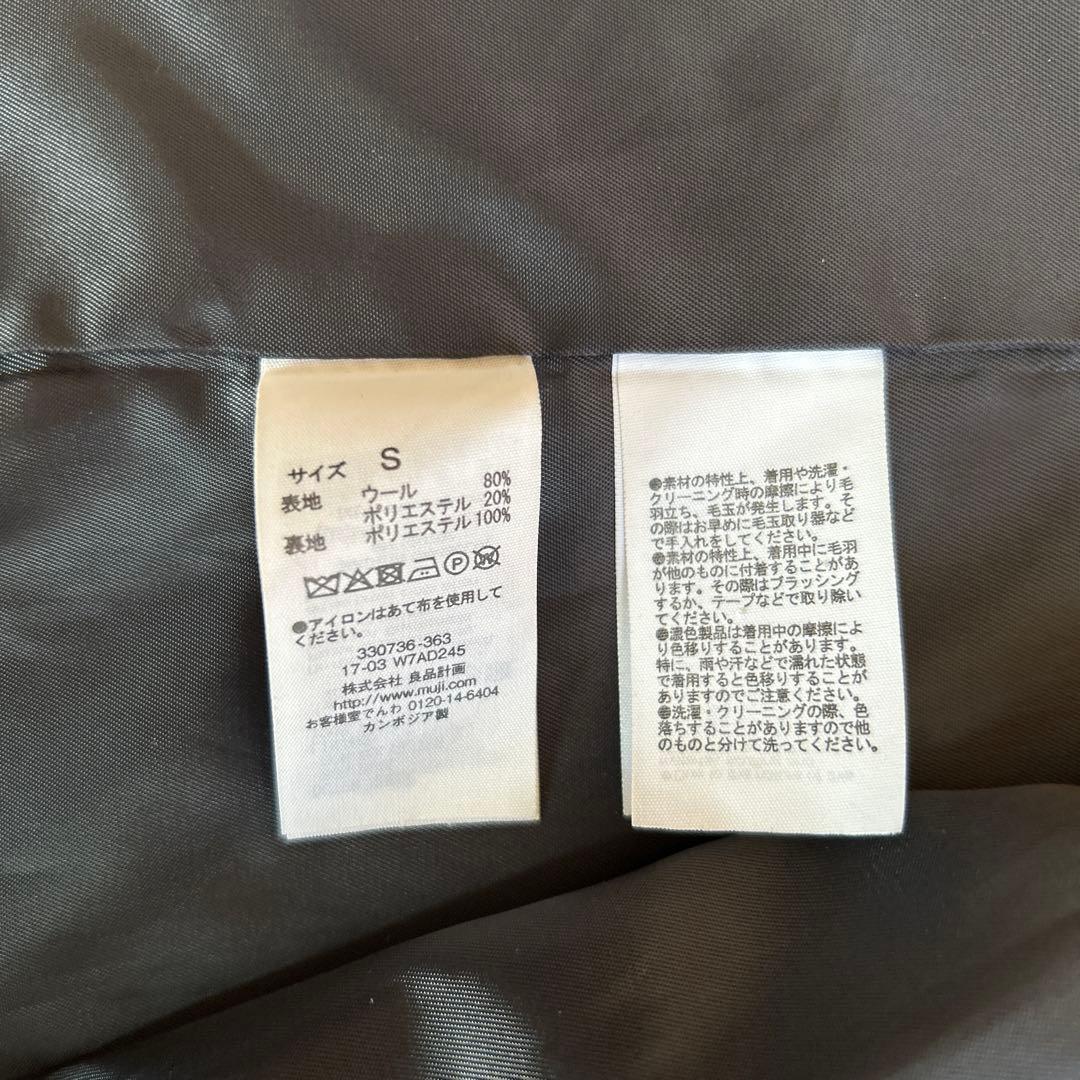 サイズ S
表地 ウール 80%
ポリエステル 20%
裏地 ポリエステル 100%
P W
●アイロンはあて布を使用して
ください。
330736-363
17-03 W7AD245
株式会社 良品計画
http://www.muji.com
お客様室でんわ 0120-14-6404
カンボジア製
●素材の特性上、着用や洗濯・
クリーニング時の摩擦により毛
羽立ち、毛玉が発生します。そ
の際はお早めに毛玉取り器など
で手入れをしてください。
●素材の特性上、着用中に毛羽
が他のものに付着することがあ
ります。その際はブラッシング
するか、テープなどで取り除い
てください。
●濃色製品は着用中の摩擦によ
り色移りすることがあります。
特に、雨や汗などで濡れた状態
で着用すると色移りすることが
ありますのでご注意ください。
●洗濯・クリーニングの際、色
落ちすることがありますので他
のものと分けて洗ってください。